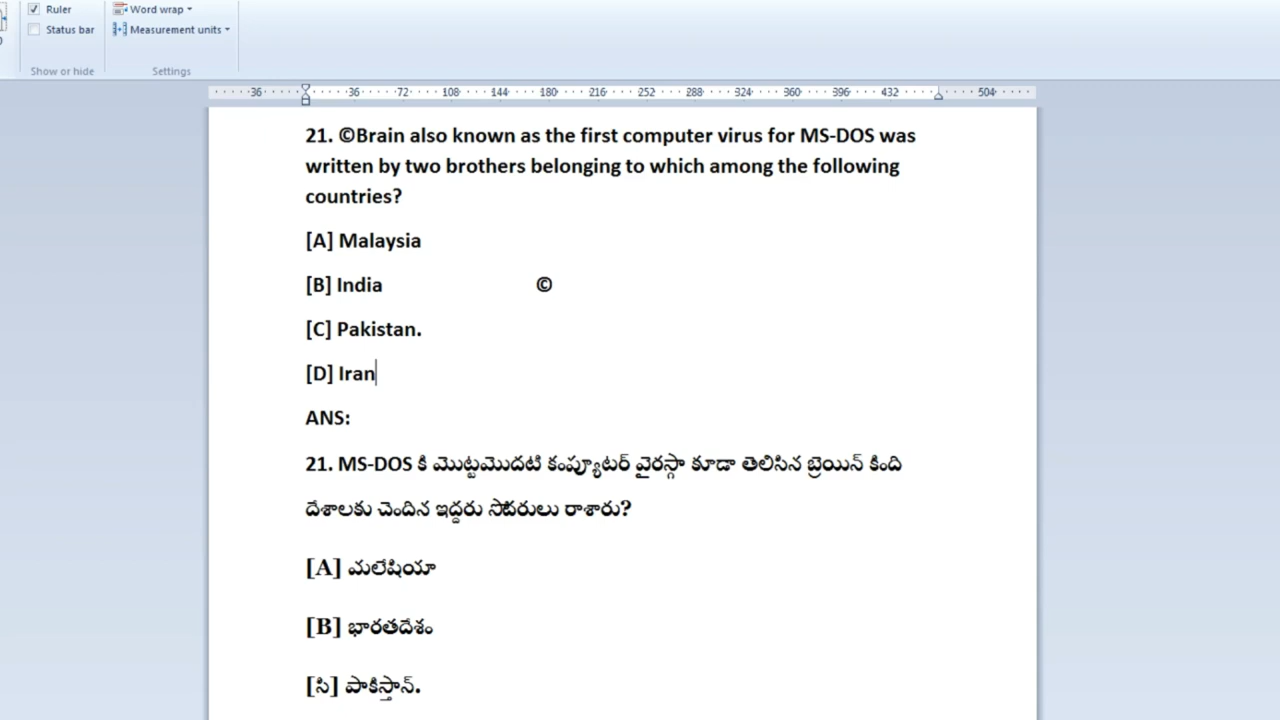 Ruler
Word wrap
Status bar
Measurement units
Show or hide
Settings
36 36 72 108 144 180 216 252 288 324 360 396 432 504
21. ©Brain also known as the first computer virus for MS-DOS was
written by two brothers belonging to which among the following
countries?
[A] Malaysia
[B] India ©
[C] Pakistan.
[D] Iran
ANS:
21. MS-DOS కి మొట్టమొదటి కంప్యూటర్ వైరస్గా కూడా తెలిసిన బ్రెయిన్ కింది
దేశాలకు చెందిన ఇద్దరు సోదరులు రాశారు?
[A] మలేషియా
[B] భారతదేశం
[సి] పాకిస్తాన్.